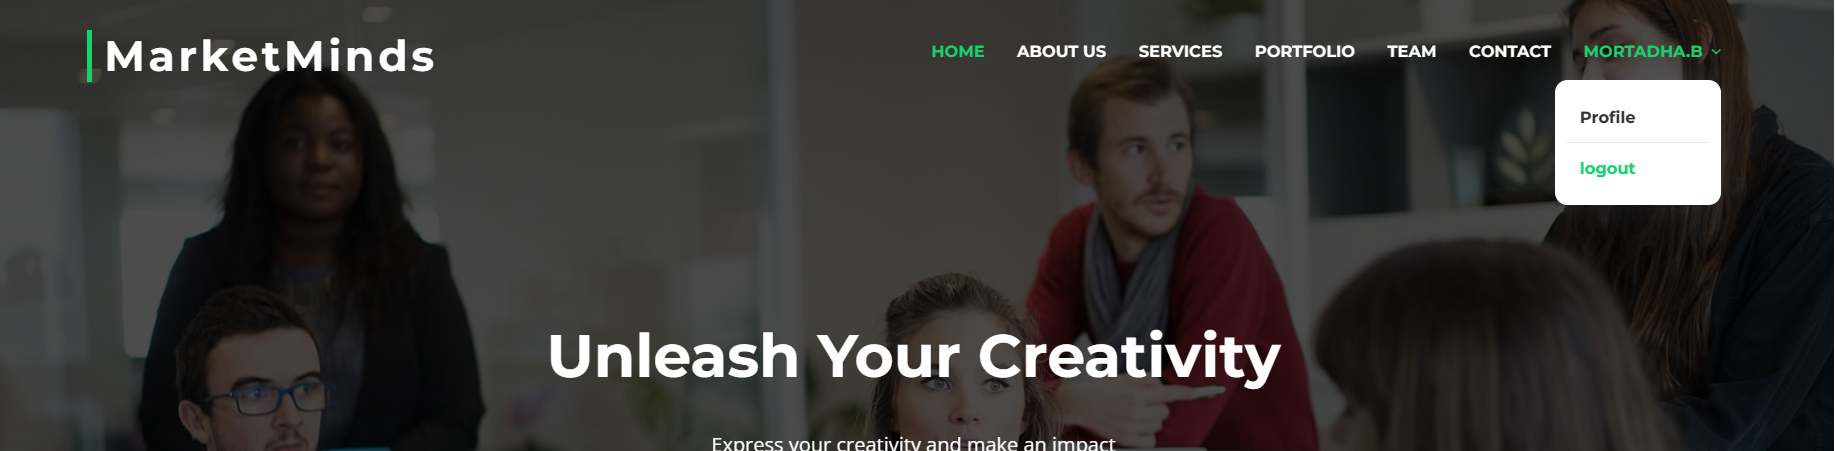 MarketMinds
HOME ABOUT US SERVICES PORTFOLIO TEAM CONTACT MORTADHA.B
Profile
logout
Unleash Your Creativity
Express your creativity and make an impact